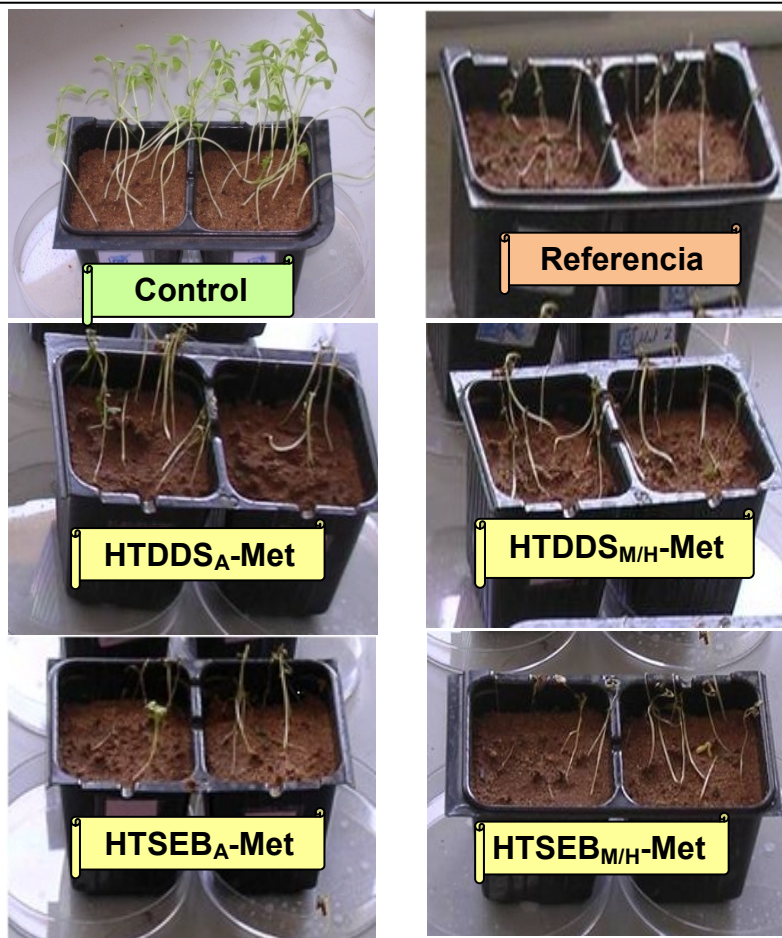 Control
Referencia
HTDDSA-Met
HTDDSM/H-Met
HTSEBA-Met
HTSEBM/H-Met